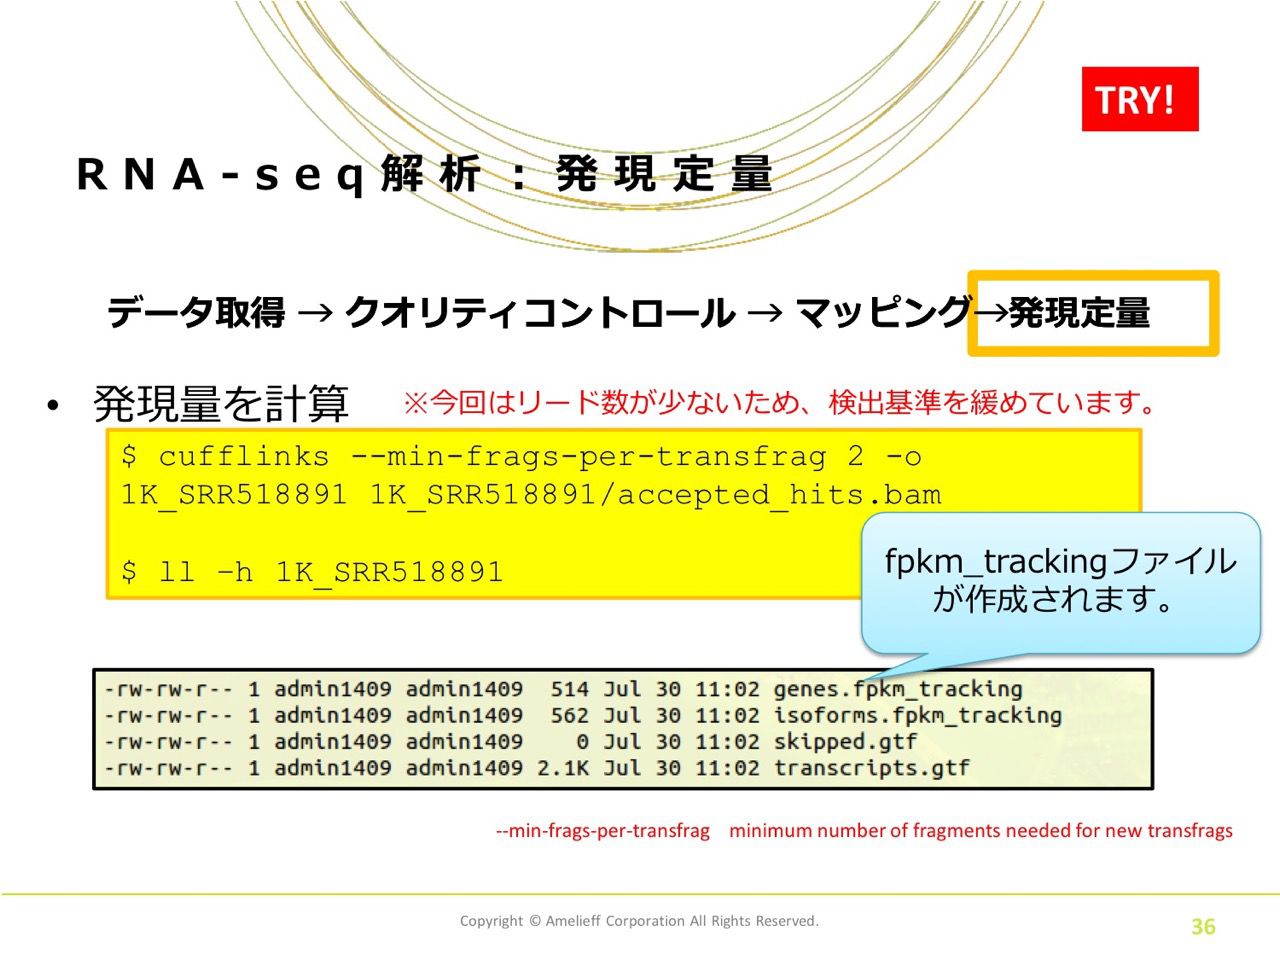 TRY!
RNA-seq解析：発現定量
データ取得 → クオリティコントロール → マッピング→発現定量
• 発現量を計算 ※今回はリード数が少ないため、検出基準を緩めています。
$ cufflinks --min-frags-per-transfrag 2 -o
1K_SRR518891 1K_SRR518891/accepted_hits.bam
$ ll –h 1K_SRR518891
fpkm_trackingファイル
が作成されます。
-rw-rw-r-- 1 admin1409 admin1409 514 Jul 30 11:02 genes.fpkm_tracking
-rw-rw-r-- 1 admin1409 admin1409 562 Jul 30 11:02 isoforms.fpkm_tracking
-rw-rw-r-- 1 admin1409 admin1409 0 Jul 30 11:02 skipped.gtf
-rw-rw-r-- 1 admin1409 admin1409 2.1K Jul 30 11:02 transcripts.gtf
--min-frags-per-transfrag minimum number of fragments needed for new transfrags
Copyright © Amelieff Corporation All Rights Reserved.
36